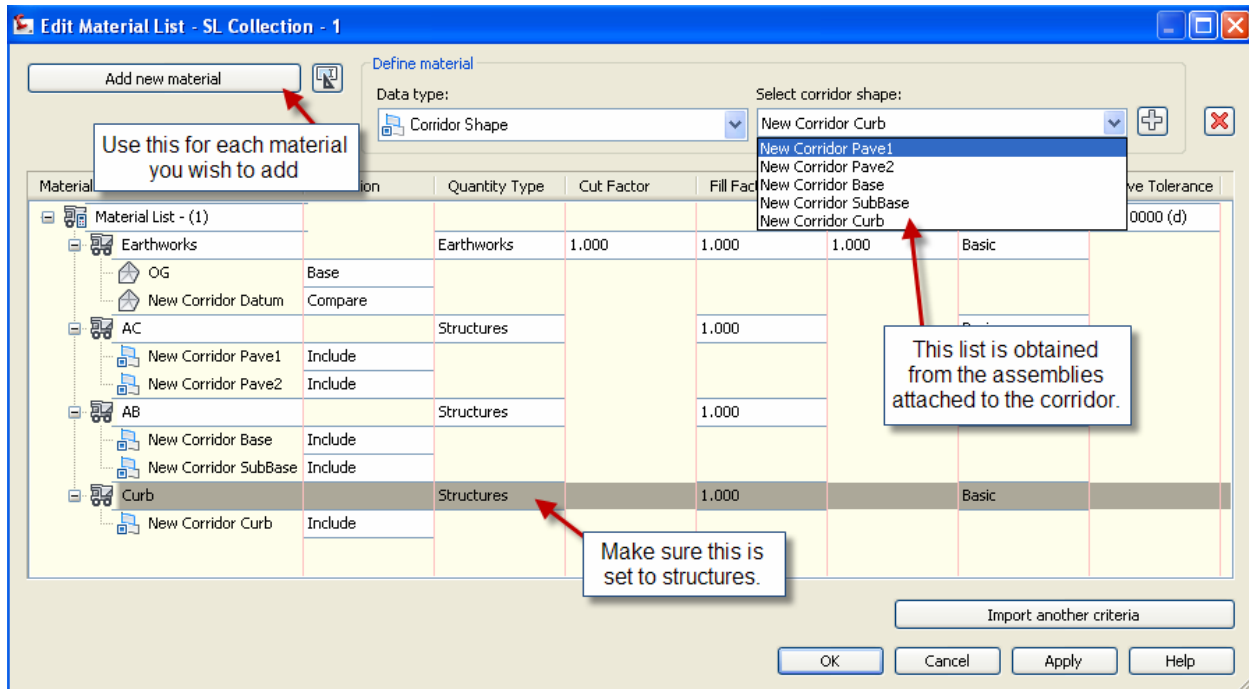 Edit Material List - SL Collection - 1
Add new material
Define material
Data type:
Select corridor shape:
Corridor Shape
New Corridor Curb
New Corridor Pave1
New Corridor Pave2
New Corridor Base
New Corridor SubBase
New Corridor Curb
Use this for each material
you wish to add
Material
Quantity Type
Cut Factor
Material List - (1)
Earthworks Earthworks 1.000 1.000 1.000 Basic
0000 (d)
OG Base
New Corridor Datum Compare
AC Structures 1.000
New Corridor Pave1 Include
New Corridor Pave2 Include
This list is obtained
from the assemblies
attached to the corridor.
AB Structures 1.000
New Corridor Base Include
New Corridor SubBase Include
Curb Structures 1.000 Basic
New Corridor Curb Include
Make sure this is
set to structures.
Import another criteria
OK Cancel Apply Help